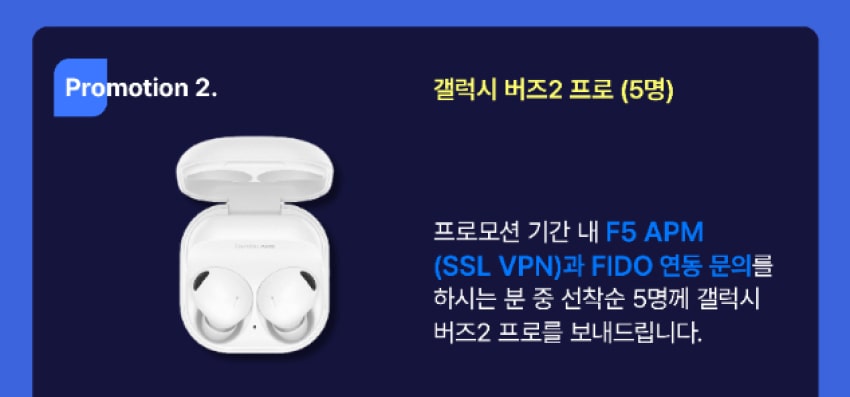 Promotion 2.
갤럭시 버즈2 프로 (5명)
프로모션 기간 내 F5 APM
(SSL VPN)과 FIDO 연동 문의를
하시는 분 중 선착순 5명께 갤럭시
버즈2 프로를 보내드립니다.